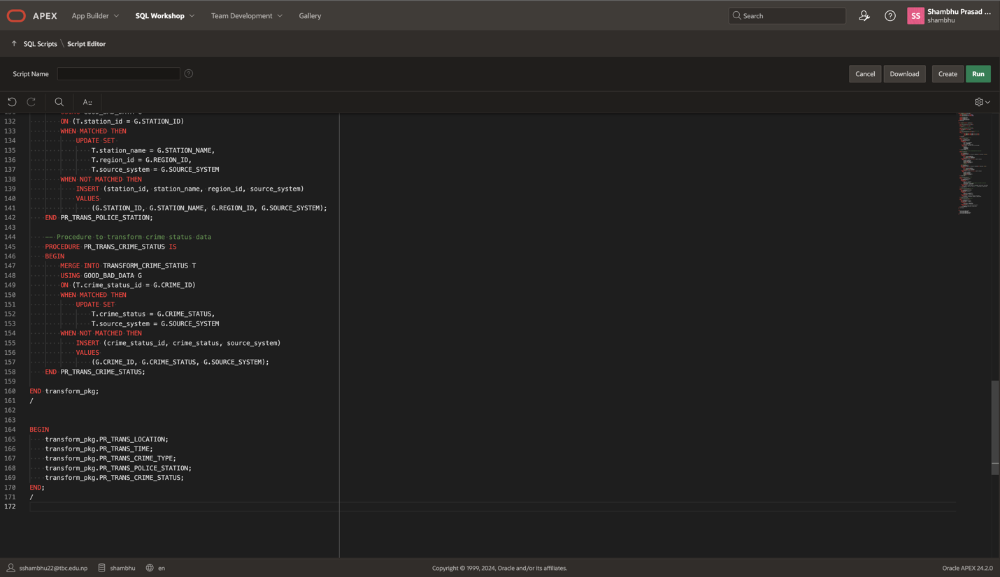 APEX App Builder SQL Workshop Team Development Gallery Search SS Shambhu Prasad ...
shambhu
SQL Scripts \ Script Editor
Script Name Cancel Download Create Run
132 ON (T.station_id = G.STATION_ID)
133 WHEN MATCHED THEN
134 UPDATE SET
135 T.station_name = G.STATION_NAME,
136 T.region_id = G.REGION_ID,
137 T.source_system = G.SOURCE_SYSTEM
138 WHEN NOT MATCHED THEN
139 INSERT (station_id, station_name, region_id, source_system)
140 VALUES
141 (G.STATION_ID, G.STATION_NAME, G.REGION_ID, G.SOURCE_SYSTEM);
142 END PR_TRANS_POLICE_STATION;
143
144 -- Procedure to transform crime status data
145 PROCEDURE PR_TRANS_CRIME_STATUS IS
146 BEGIN
147 MERGE INTO TRANSFORM_CRIME_STATUS T
148 USING GOOD_BAD_DATA G
149 ON (T.crime_status_id = G.CRIME_ID)
150 WHEN MATCHED THEN
151 UPDATE SET
152 T.crime_status = G.CRIME_STATUS,
153 T.source_system = G.SOURCE_SYSTEM
154 WHEN NOT MATCHED THEN
155 INSERT (crime_status_id, crime_status, source_system)
156 VALUES
157 (G.CRIME_ID, G.CRIME_STATUS, G.SOURCE_SYSTEM);
158 END PR_TRANS_CRIME_STATUS;
159
160 END transform_pkg;
161 /
162
163
164 BEGIN
165 transform_pkg.PR_TRANS_LOCATION;
166 transform_pkg.PR_TRANS_TIME;
167 transform_pkg.PR_TRANS_CRIME_TYPE;
168 transform_pkg.PR_TRANS_POLICE_STATION;
169 transform_pkg.PR_TRANS_CRIME_STATUS;
170 END;
171 /
172
sshambhu22@tbc.edu.np shambhu en Copyright © 1999, 2024, Oracle and/or its affiliates. Oracle APEX 24.2.0